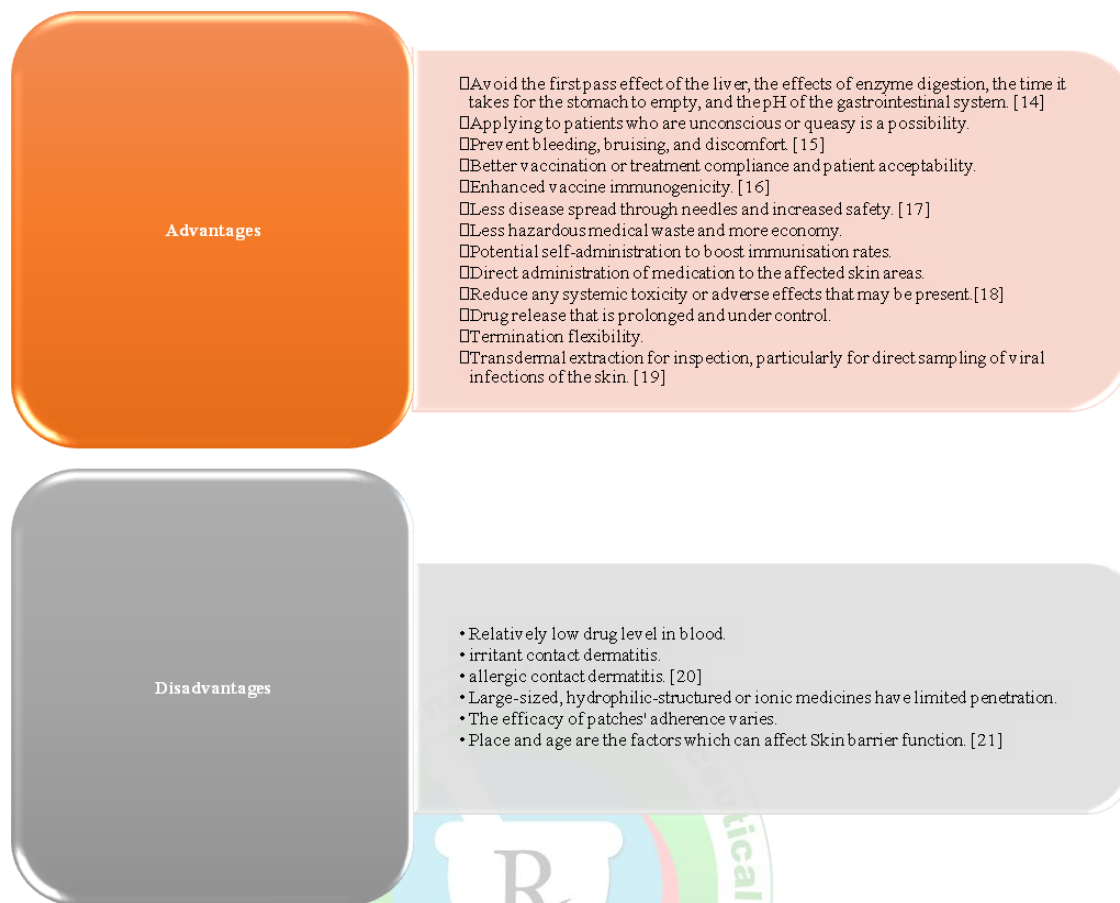 Advantages
▯Avoid the first pass effect of the liver, the effects of enzyme digestion, the time it
takes for the stomach to empty, and the pH of the gastrointestinal system. [14]
▯Applying to patients who are unconscious or queasy is a possibility.
▯Prevent bleeding, bruising, and discomfort. [15]
▯Better vaccination or treatment compliance and patient acceptability.
▯Enhanced vaccine immunogenicity. [16]
▯Less disease spread through needles and increased safety. [17]
▯Less hazardous medical waste and more economy.
▯Potential self-administration to boost immunisation rates.
▯Direct administration of medication to the affected skin areas.
▯Reduce any systemic toxicity or adverse effects that may be present.[18]
▯Drug release that is prolonged and under control.
▯Termination flexibility.
▯Transdermal extraction for inspection, particularly for direct sampling of viral
infections of the skin. [19]
Disadvantages
• Relatively low drug level in blood.
• irritant contact dermatitis.
• allergic contact dermatitis. [20]
• Large-sized, hydrophilic-structured or ionic medicines have limited penetration.
• The efficacy of patches' adherence varies.
• Place and age are the factors which can affect Skin barrier function. [21]